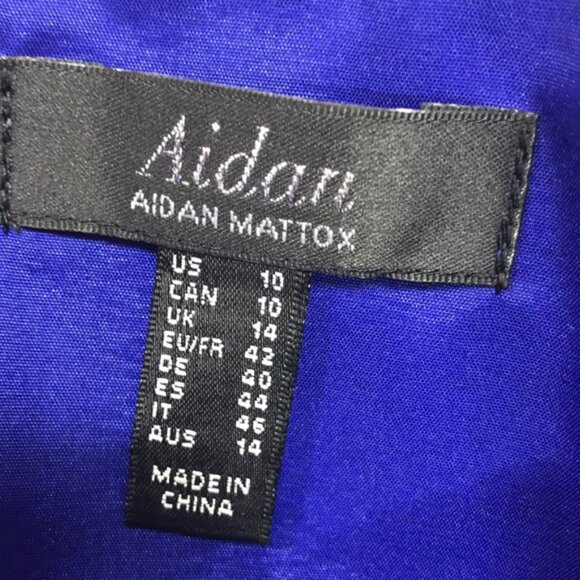 Aidan
AIDAN MATTOX
US 10
CAN 10
UK 14
EU/FR 42
DE 40
ES 44
IT 46
AUS 14
MADE IN
CHINA